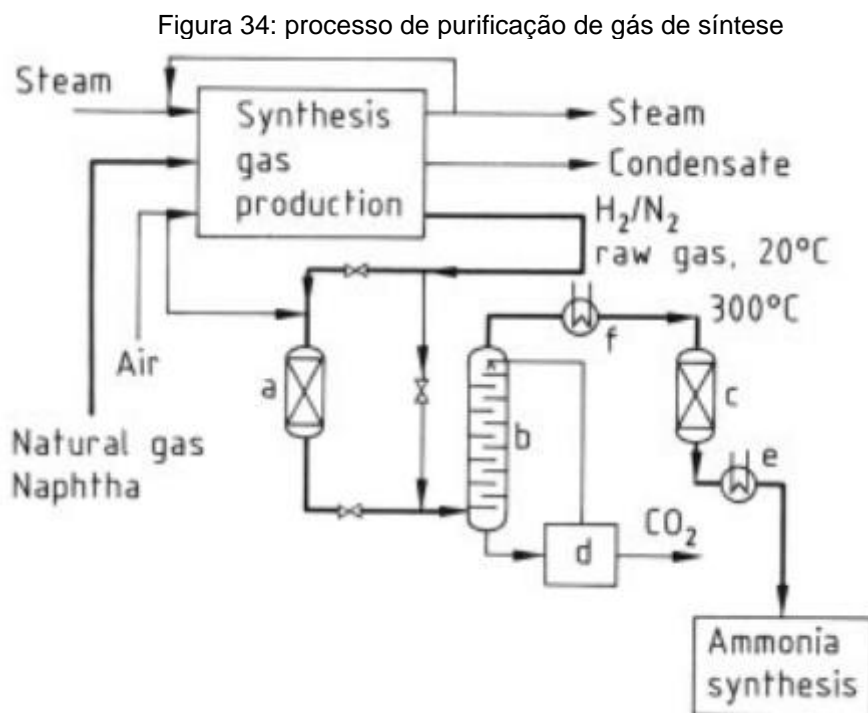 Figura 34: processo de purificação de gás de síntese
Steam
Synthesis
gas
production
Steam
Condensate
H₂/N₂
raw gas, 20°C
300°C
Air
Natural gas
Naphtha
a
b
f
c
e
d
CO₂
Ammonia
synthesis